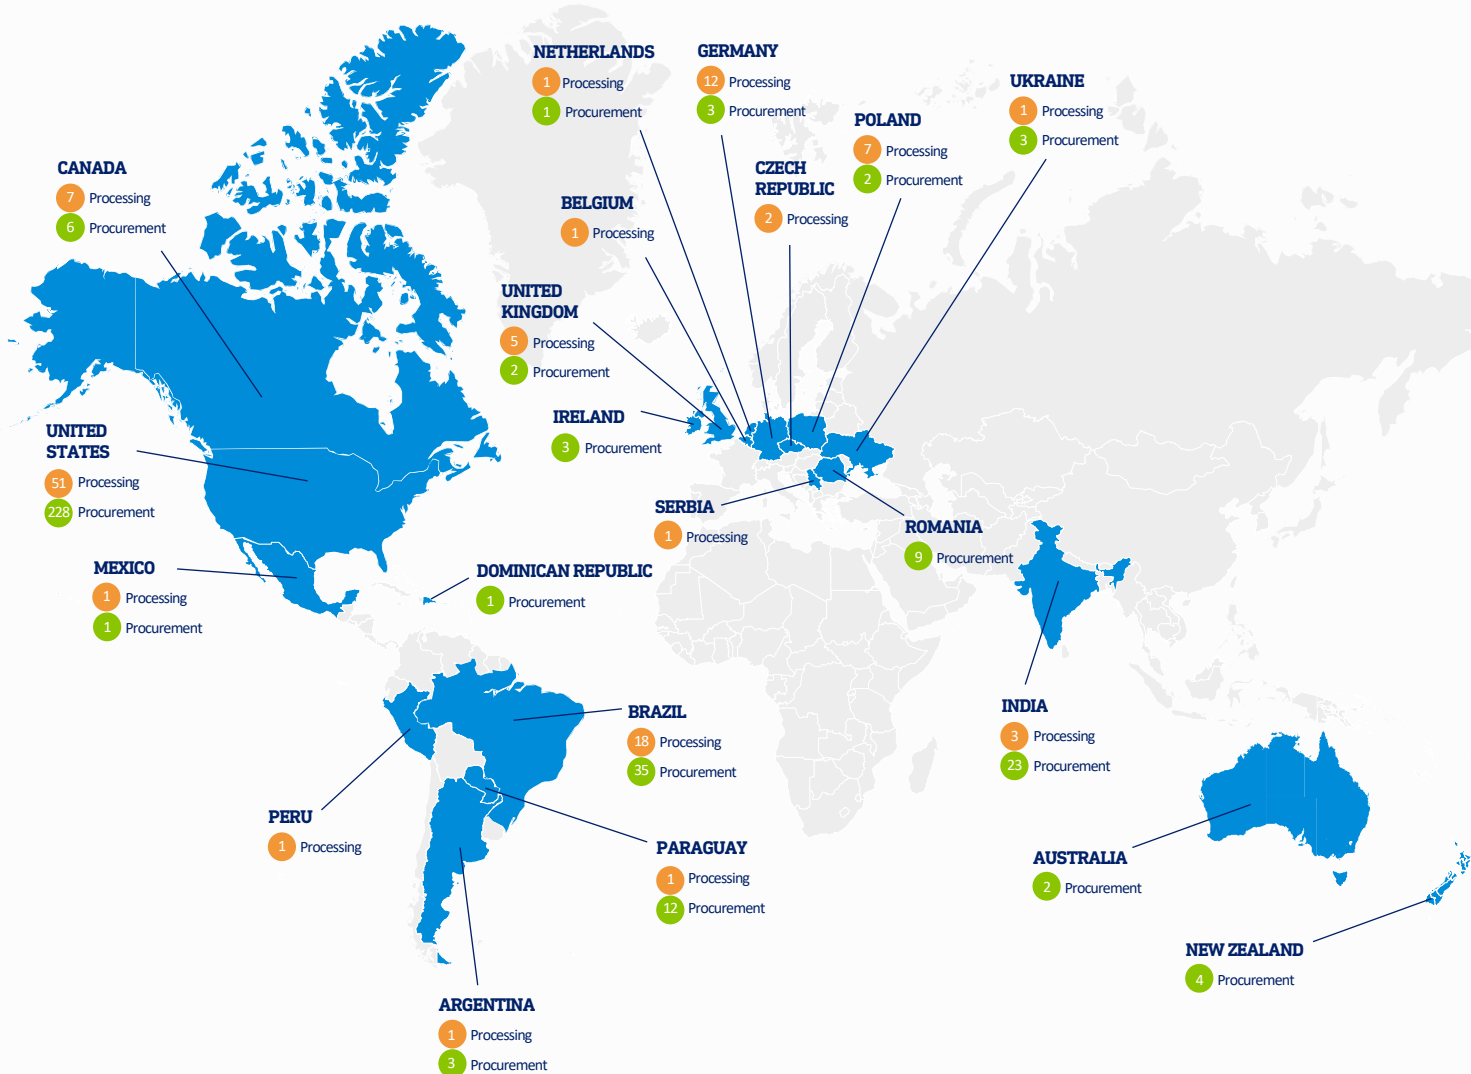 NETHERLANDS
1 Processing
1 Procurement
GERMANY
12 Processing
3 Procurement
UKRAINE
1 Processing
3 Procurement
POLAND
7 Processing
2 Procurement
CZECH
REPUBLIC
2 Processing
CANADA
7 Processing
6 Procurement
BELGIUM
1 Processing
UNITED
KINGDOM
5 Processing
2 Procurement
IRELAND
3 Procurement
UNITED
STATES
51 Processing
228 Procurement
SERBIA
1 Processing
ROMANIA
9 Procurement
MEXICO
1 Processing
1 Procurement
DOMINICAN REPUBLIC
1 Procurement
BRAZIL
18 Processing
35 Procurement
INDIA
3 Processing
23 Procurement
PERU
1 Processing
PARAGUAY
1 Processing
12 Procurement
AUSTRALIA
2 Procurement
NEW ZEALAND
4 Procurement
ARGENTINA
1 Processing
3 Procurement